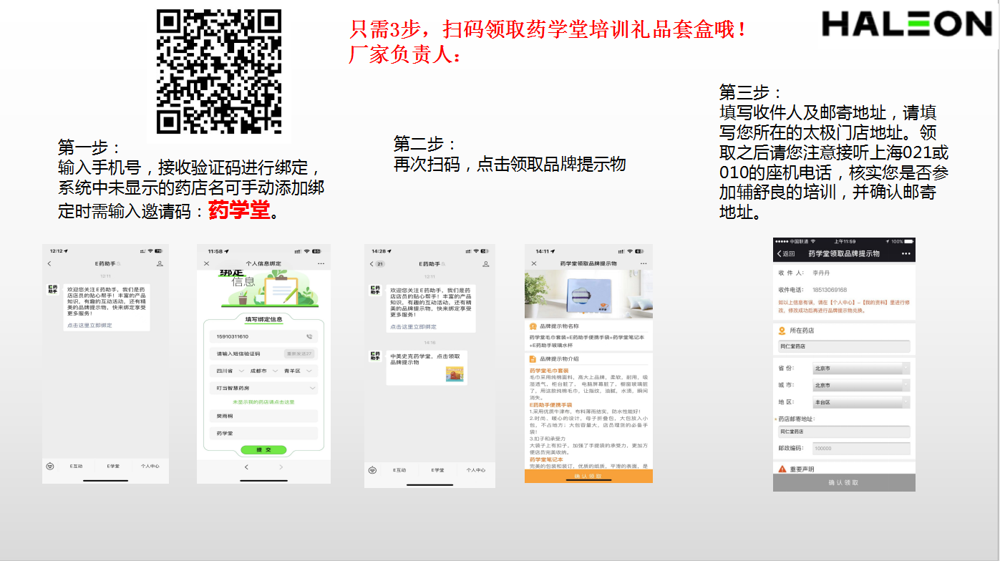 只需3步，扫码领取药学堂培训礼品套盒哦！
厂家负责人：
HALEON
第一步：
输入手机号，接收验证码进行绑定，
系统中未显示的药店名可手动添加绑
定时需输入邀请码：药学堂。
第二步：
再次扫码，点击领取品牌提示物
第三步：
填写收件人及邮寄地址，请填
写您所在的太极门店地址。领
取之后请您注意接听上海021或
010的座机电话，核实您是否参
加辅舒良的培训，并确认邮寄
地址。
12:12
E药助手
12:11
E药
助手
欢迎您关注E药助手，我们是药
店店员的贴心帮手！丰富的产品
知识，有趣的互动活动，还有精
美的品牌提示物，快来绑定享受
更多服务！
点击这里立即绑定
E互动
E学堂
个人中心
11:58
个人信息绑定
绑定
信息
填写绑定信息
15910311610
请输入短信验证码
重新发送27
四川省 成都市 青羊区
叮当智慧药房
未显示我的药店请点击这里
樊雨桐
药学堂
提 交
14:28
21
E药助手
12:11
E药
助手
欢迎您关注E药助手，我们是药
店店员的贴心帮手！丰富的产品
知识，有趣的互动活动，还有精
美的品牌提示物，快来绑定享受
更多服务！
点击这里立即绑定
14:18
E药
助手
中美史克药学堂，点击领取
品牌提示物
E互动
E学堂
个人中心
14:11
药学堂领取品牌提示物
药学堂
品牌提示物名称
药学堂毛巾套装+E药助手便携手袋+药学堂笔记本
+E药助手玻璃水杯
品牌提示物介绍
药学堂毛巾套装
毛巾采用纯棉面料，高大上品牌，柔软，耐用，吸
湿透气，柜台脏了， 电脑屏幕脏了，橱窗玻璃脏
了，用这款纯棉毛巾，让指纹，油腻，水渍，瞬间
消失。
E药助手便携手袋
1.采用优质牛津布，布料薄而结实，防水性能好！
2.时尚、暖心的设计，母子折叠包，大包放入小
包，不占地方；大包容量大，店员理货的必备手
袋！
3.扣子和承受力
大袋子上有扣子，加强了手提袋的承受力，更加方
便店员完美收纳。
药学堂笔记本
完美的包装和装订，优质的纸质，平滑的表面，是
确认领取
中国联通
上午11:59
100%
返回
药学堂领取品牌提示物
收 件 人： 李丹丹
收件电话： 18513069168
如以上信息有误，请在【个人中心】-【我的资料】里进行修
改，修改成功后再进行品牌提示物兑换。
所在药店
同仁堂药店
省 份： 北京市
城 市： 北京市
地 区： 丰台区
*药店邮寄地址：
同仁堂药店
邮政编码： 100000
重要声明
确认领取